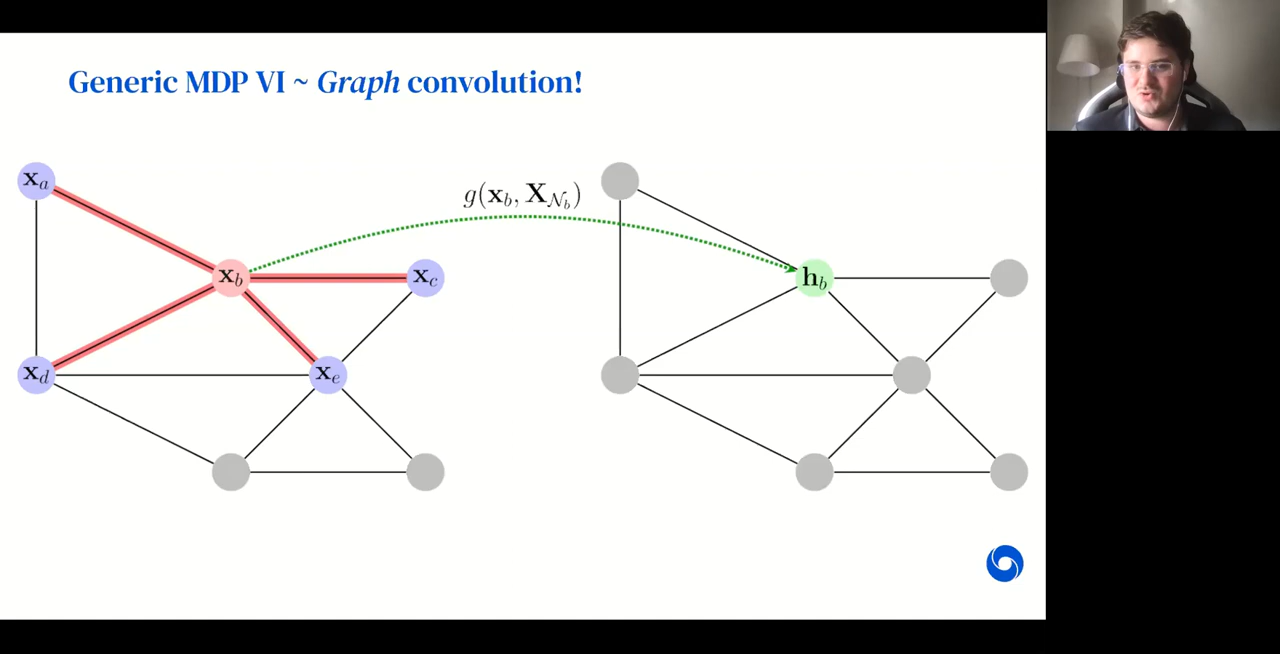 Generic MDP VI ~ Graph convolution!
x_a
g(x_b, X_{N_b})
x_b
x_c
h_b
x_d
x_e